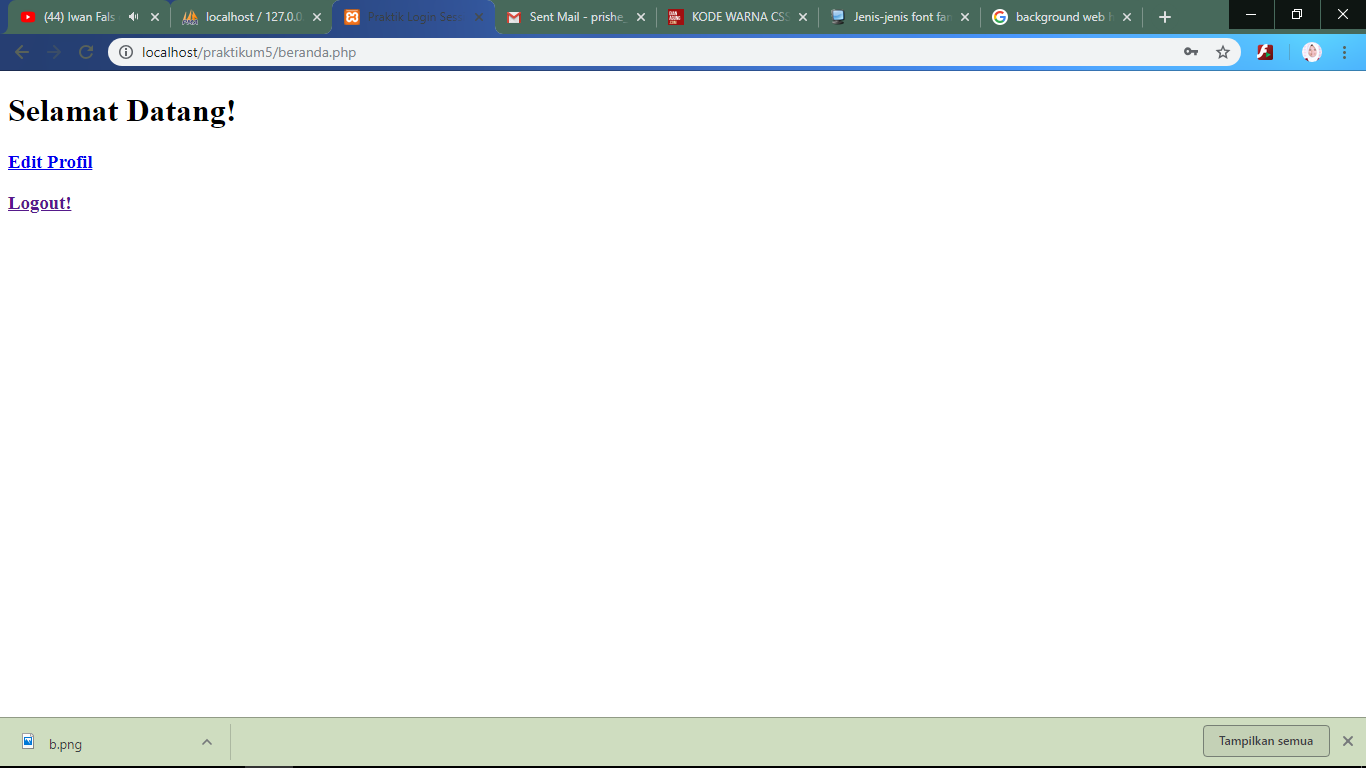 (44) Iwan Fals
localhost / 127.0.0
Praktik Login Sess
Sent Mail - prishe
KODE WARNA CSS
Jenis-jenis font fam
background web h
localhost/praktikum5/beranda.php
Selamat Datang!
Edit Profil
Logout!
b.png
Tampilkan semua